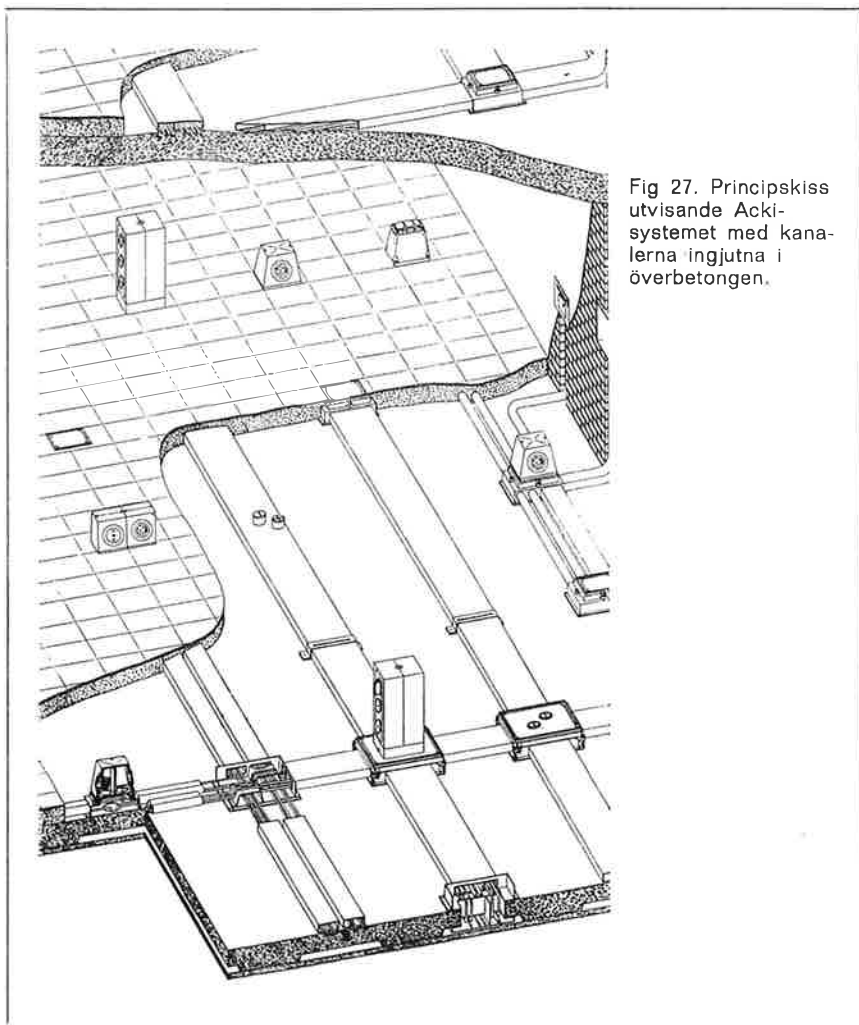 Fig 27. Principskiss
utvisande Acki-
systemet med kana-
lerna ingjutna i
överbetongen.